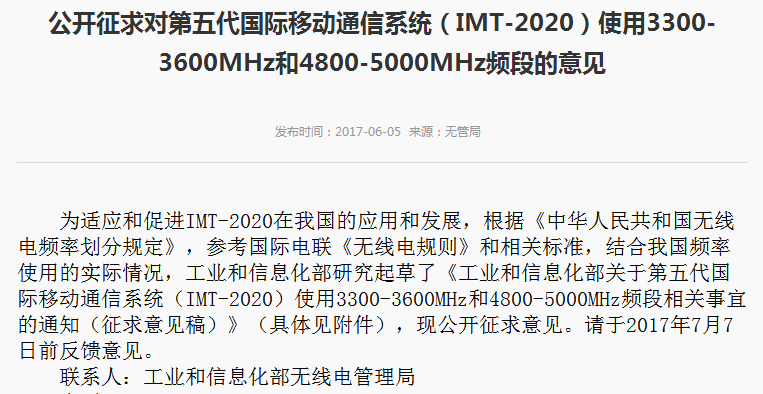 公开征求对第五代国际移动通信系统（IMT-2020）使用3300-
3600MHz和4800-5000MHz频段的意见
发布时间：2017-06-05 来源：无管局
为适应和促进IMT-2020在我国的应用和发展，根据《中华人民共和国无线
电频率划分规定》，参考国际电联《无线电规则》和相关标准，结合我国频率
使用的实际情况，工业和信息化部研究起草了《工业和信息化部关于第五代国
际移动通信系统（IMT-2020）使用3300-3600MHz和4800-5000MHz频段相关事宜
的通知（征求意见稿）》（具体见附件），现公开征求意见。请于2017年7月7
日前反馈意见。
联系人：工业和信息化部无线电管理局